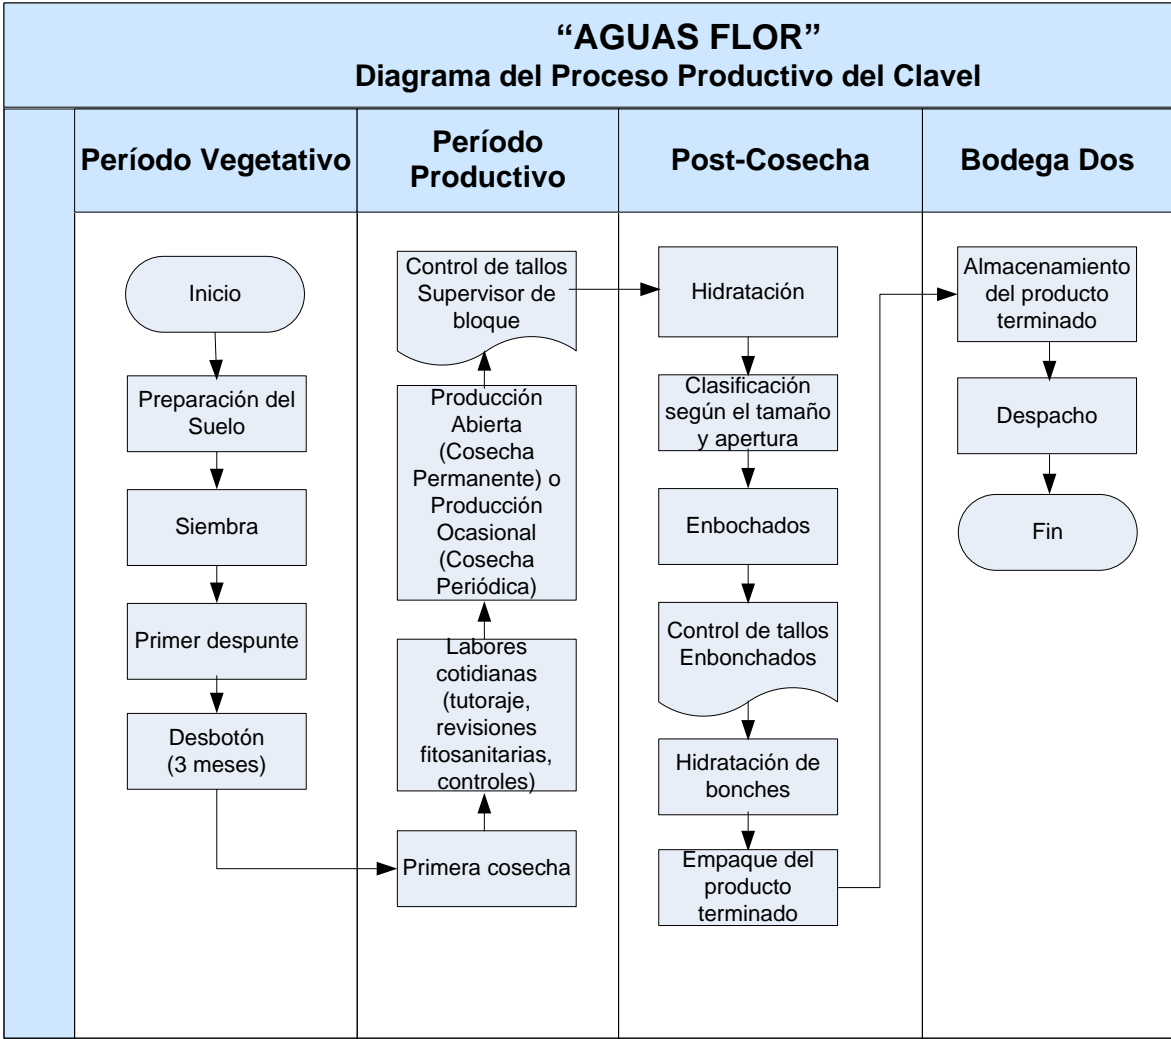 “AGUAS FLOR”
Diagrama del Proceso Productivo del Clavel
Período Vegetativo
Período
Productivo
Post-Cosecha
Bodega Dos
Inicio
Preparación del
Suelo
Siembra
Primer despunte
Desbotón
(3 meses)
Primera cosecha
Labores
cotidianas
(tutoraje,
revisiones
fitosanitarias,
controles)
Producción
Abierta
(Cosecha
Permanente) o
Producción
Ocasional
(Cosecha
Periódica)
Control de tallos
Supervisor de
bloque
Hidratación
Clasificación
según el tamaño
y apertura
Enbochados
Control de tallos
Enbonchados
Hidratación de
bonches
Empaque del
producto
terminado
Almacenamiento
del producto
terminado
Despacho
Fin